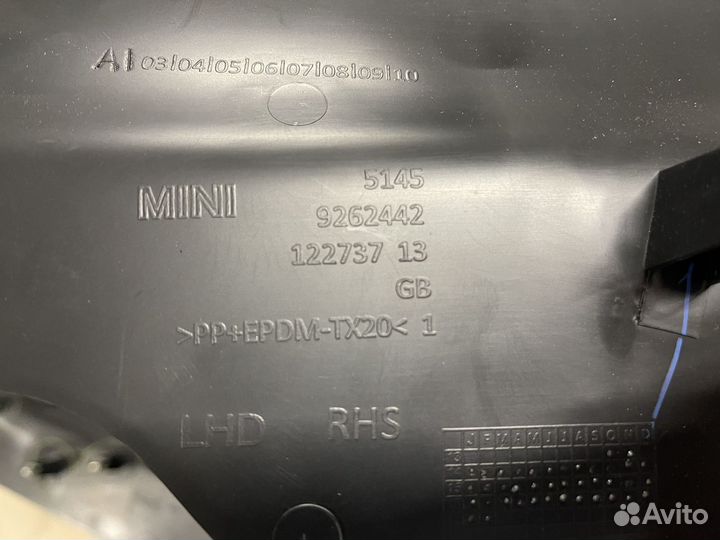 AI 03|04|05|06|07|08|09|10
MINI
5145
9262442
122737 13
GB
>PP+EPDM-TX20< 1
LHD RHS
J F M A M J J A S O N D
Avito